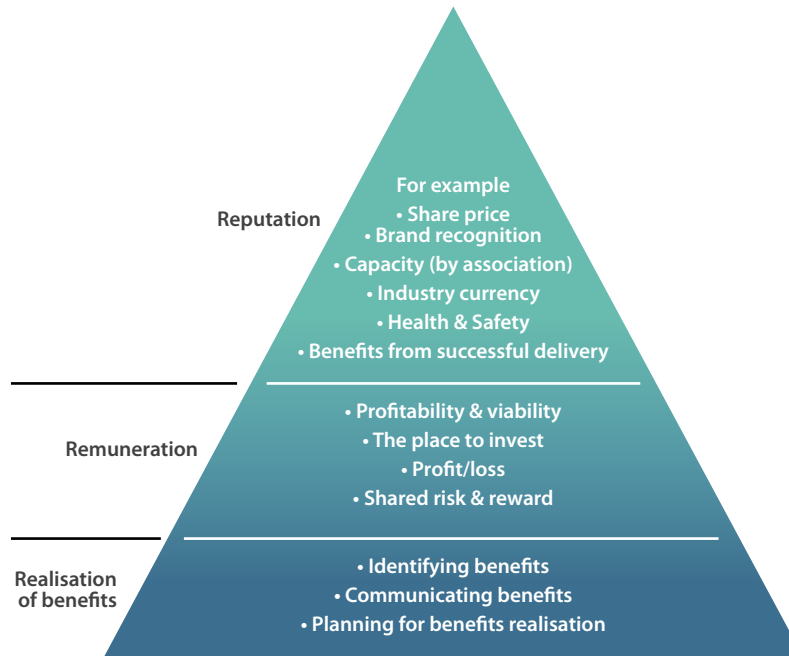 Reputation
For example
• Share price
• Brand recognition
• Capacity (by association)
• Industry currency
• Health & Safety
• Benefits from successful delivery
Remuneration
• Profitability & viability
• The place to invest
• Profit/loss
• Shared risk & reward
Realisation
of benefits
• Identifying benefits
• Communicating benefits
• Planning for benefits realisation